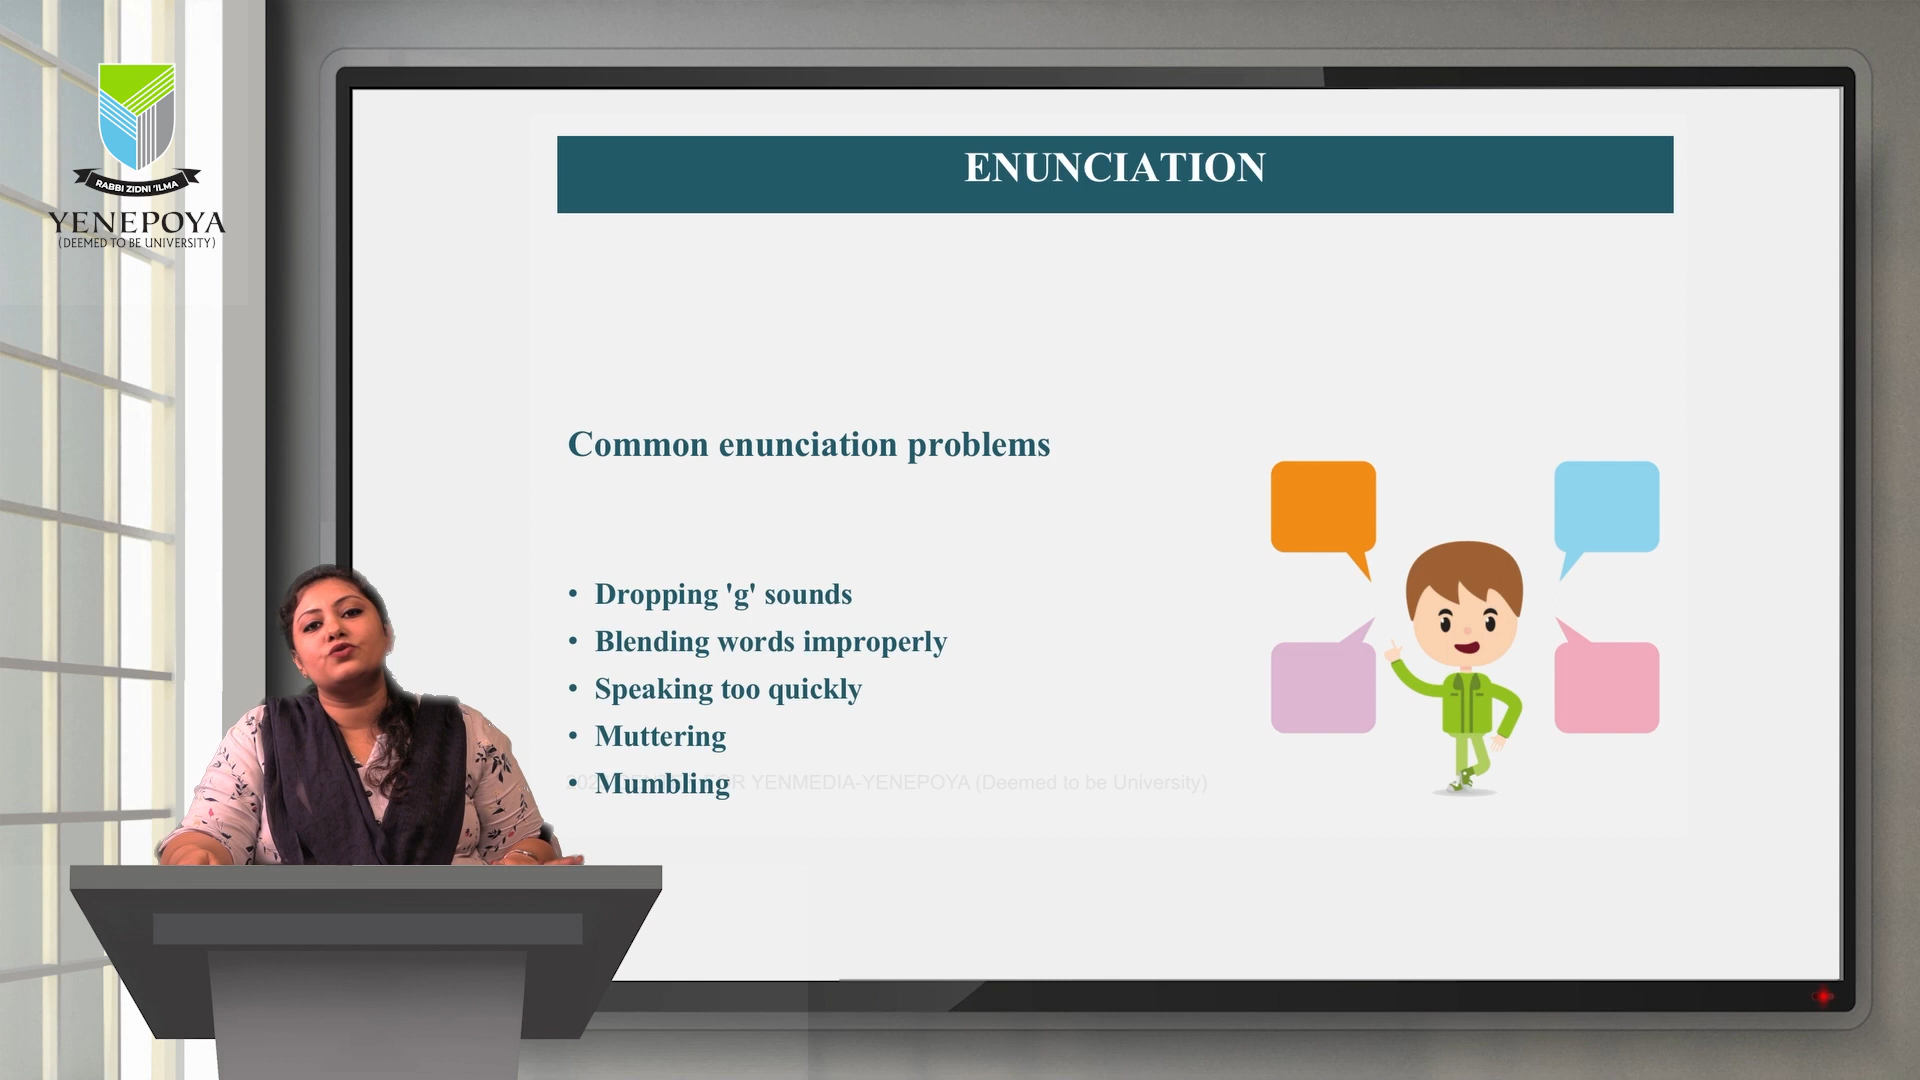 RABBI ZIDNI 'ILMA
YENEPOYA
(DEEMED TO BE UNIVERSITY)
ENUNCIATION
Common enunciation problems
• Dropping 'g' sounds
• Blending words improperly
• Speaking too quickly
• Muttering
• Mumbling
YENMEDIA-YENEPOYA (Deemed to be University)